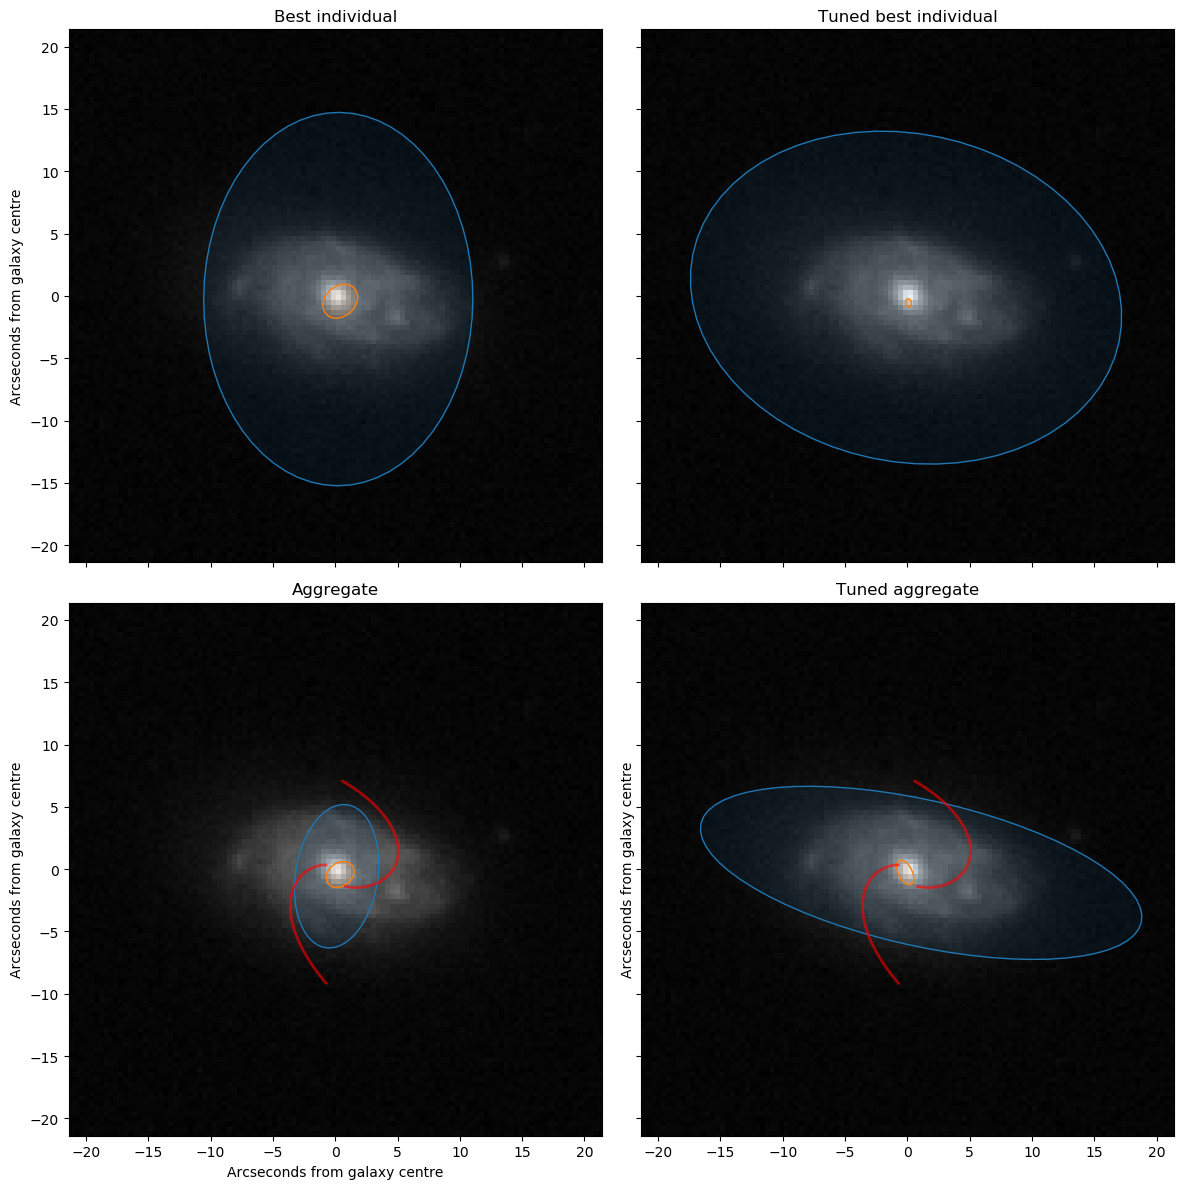 Best individual
Tuned best individual
20
15
10
5
0
−5
−10
−15
−20
Arcseconds from galaxy centre
Aggregate
Tuned aggregate
20
15
10
5
0
−5
−10
−15
−20
Arcseconds from galaxy centre
Arcseconds from galaxy centre
−20 −15 −10 −5 0 5 10 15 20
−20 −15 −10 −5 0 5 10 15 20
Arcseconds from galaxy centre